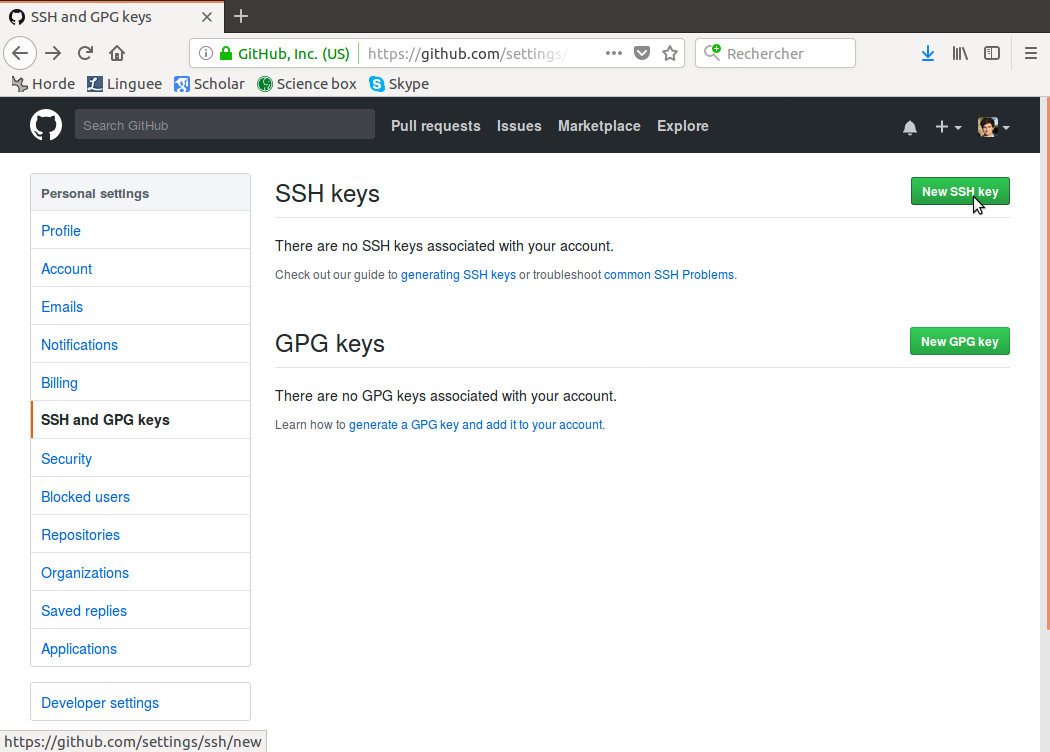 SSH and GPG keys
GitHub, Inc. (US) https://github.com/settings/
Rechercher
Horde Linguee Scholar Science box Skype
Search GitHub Pull requests Issues Marketplace Explore
Personal settings
Profile
Account
Emails
Notifications
Billing
SSH and GPG keys
Security
Blocked users
Repositories
Organizations
Saved replies
Applications
Developer settings
SSH keys
New SSH key
There are no SSH keys associated with your account.
Check out our guide to generating SSH keys or troubleshoot common SSH Problems.
GPG keys
New GPG key
There are no GPG keys associated with your account.
Learn how to generate a GPG key and add it to your account.
https://github.com/settings/ssh/new